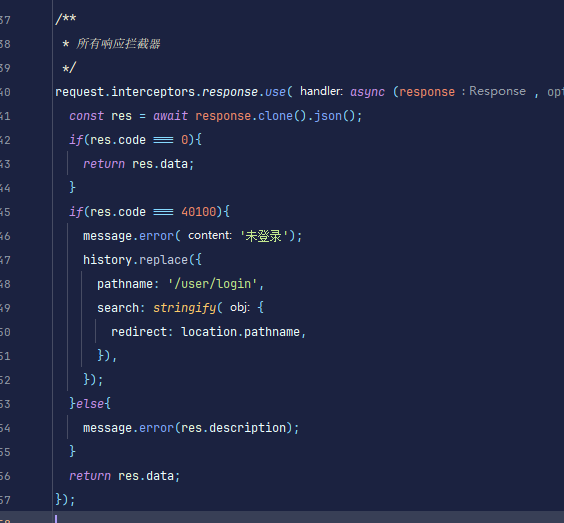 37 /**
38 * 所有响应拦截器
39 */
40 request.interceptors.response.use( handler: async (response : Response , opt
41 const res = await response.clone().json();
42 if(res.code === 0){
43 return res.data;
44 }
45 if(res.code === 40100){
46 message.error( content: '未登录');
47 history.replace({
48 pathname: '/user/login',
49 search: stringify( obj: {
50 redirect: location.pathname,
51 }),
52 });
53 }else{
54 message.error(res.description);
55 }
56 return res.data;
57 });